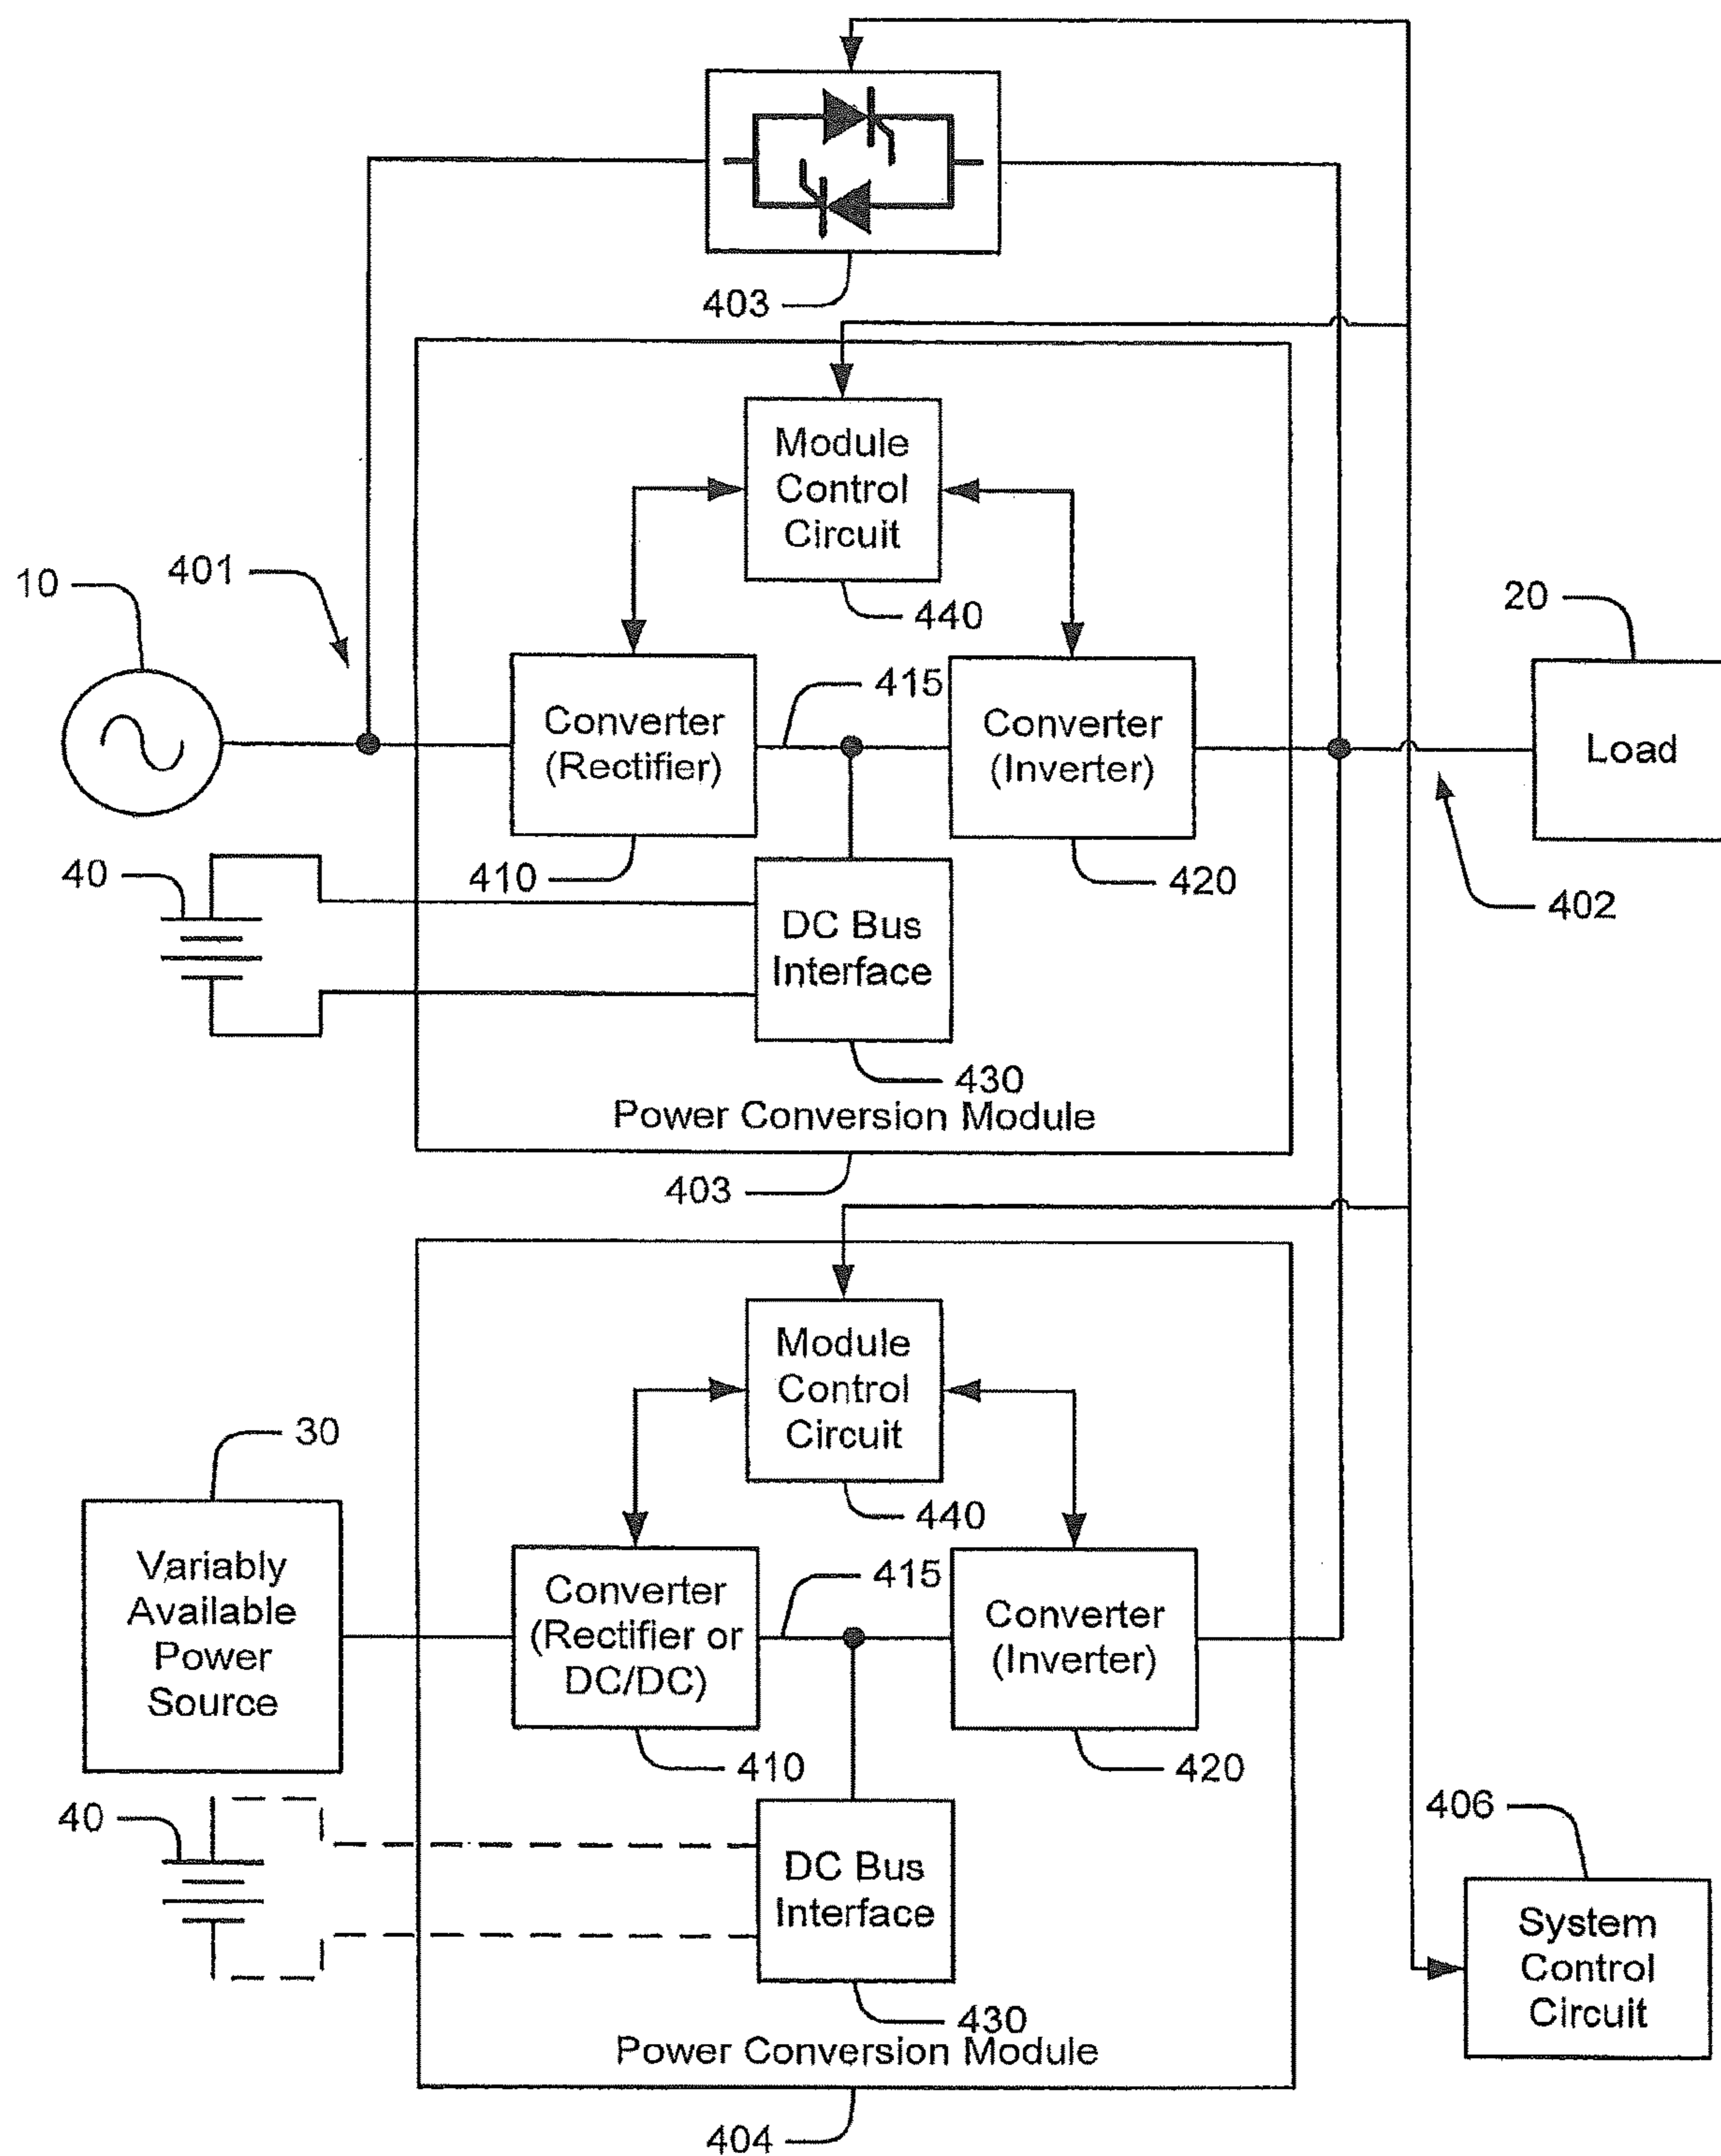 403
Module
Control
Circuit
440
401
10
20
415
Converter
(Rectifier)
Converter
(Inverter)
Load
40
410
420
402
DC Bus
Interface
430
Power Conversion Module
403
Module
Control
Circuit
30
440
Variably
Available
Power
Source
415
Converter
(Rectifier or
DC/DC)
Converter
(Inverter)
410
420
40
406
DC Bus
Interface
System
Control
Circuit
430
Power Conversion Module
404